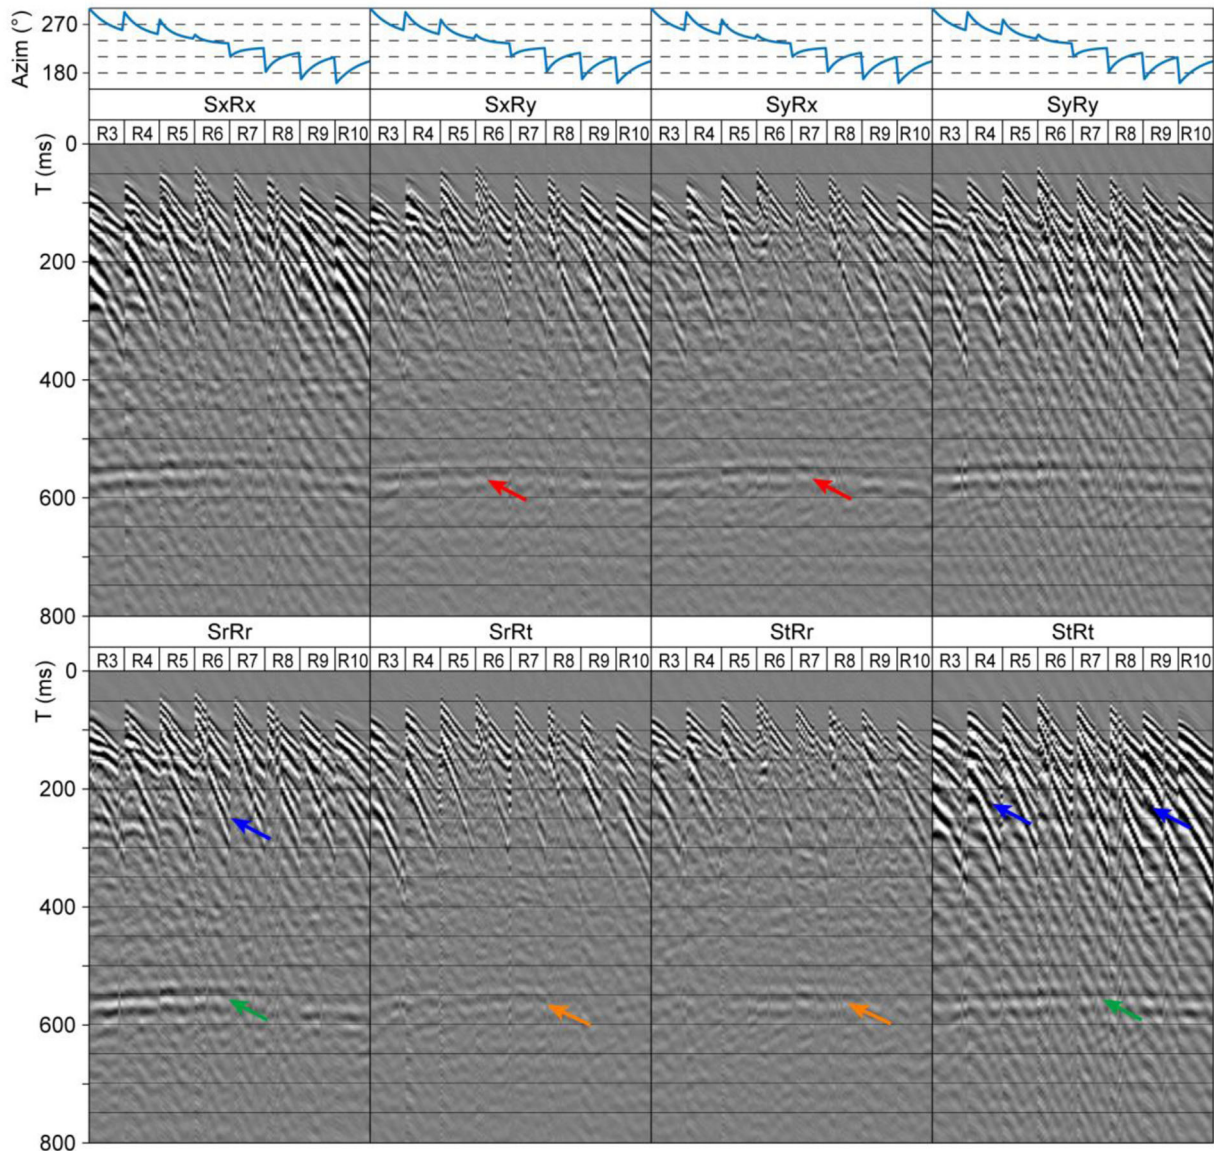 Azim (°)
270
180
SxRx SxRy SyRx SyRy
R3 R4 R5 R6 R7 R8 R9 R10 R3 R4 R5 R6 R7 R8 R9 R10 R3 R4 R5 R6 R7 R8 R9 R10 R3 R4 R5 R6 R7 R8 R9 R10
T (ms)
0
200
400
600
800
SrRr SrRt StRr StRt
R3 R4 R5 R6 R7 R8 R9 R10 R3 R4 R5 R6 R7 R8 R9 R10 R3 R4 R5 R6 R7 R8 R9 R10 R3 R4 R5 R6 R7 R8 R9 R10
T (ms)
0
200
400
600
800